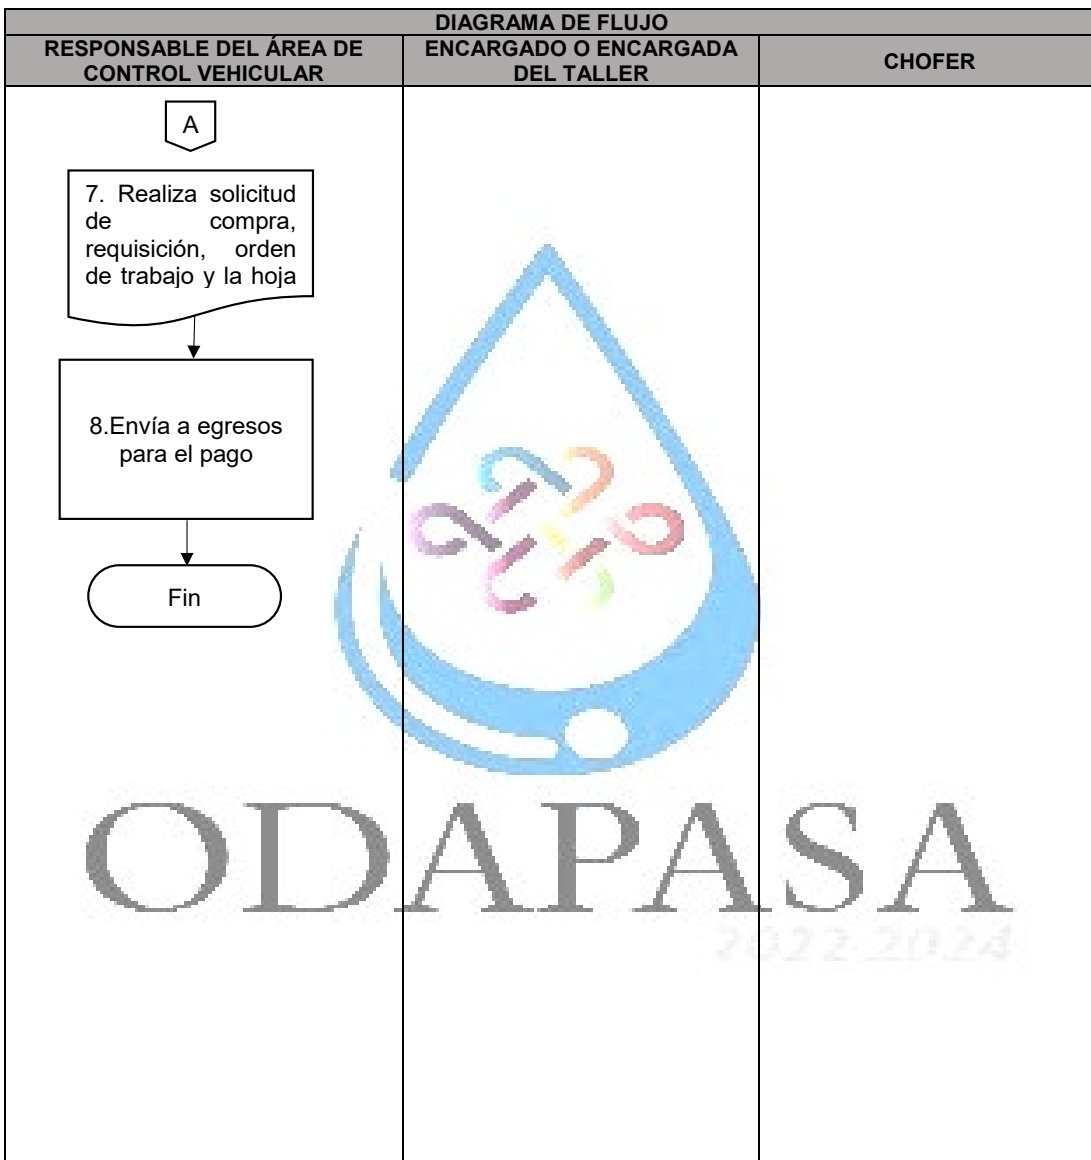 DIAGRAMA DE FLUJO
RESPONSABLE DEL ÁREA DE
CONTROL VEHICULAR
ENCARGADO O ENCARGADA
DEL TALLER
CHOFER
A
7. Realiza solicitud
de compra,
requisición, orden
de trabajo y la hoja
8.Envía a egresos
para el pago
Fin
ODAPASA
2022-2024